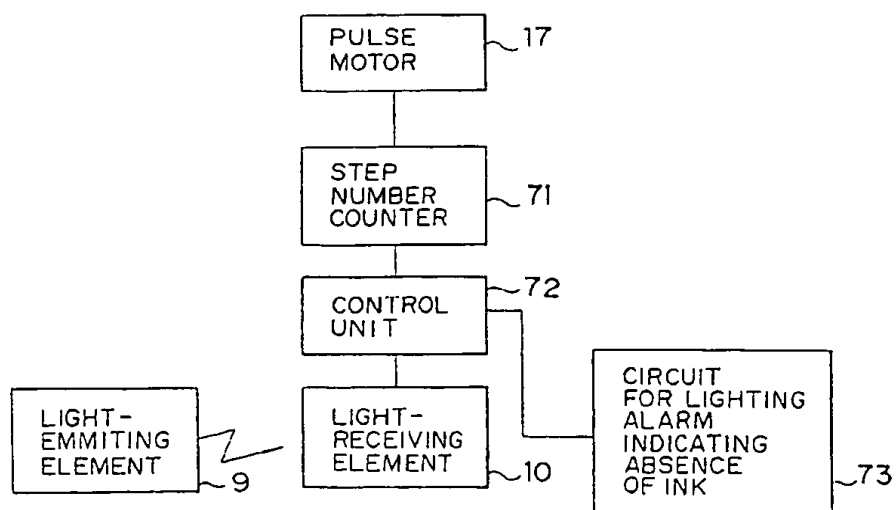 PULSE
MOTOR
17
STEP
NUMBER
COUNTER
71
CONTROL
UNIT
72
LIGHT-
EMMITING
ELEMENT
9
LIGHT-
RECEIVING
ELEMENT
10
CIRCUIT
FOR LIGHTING
ALARM
INDICATING
ABSENCE
OF INK
73